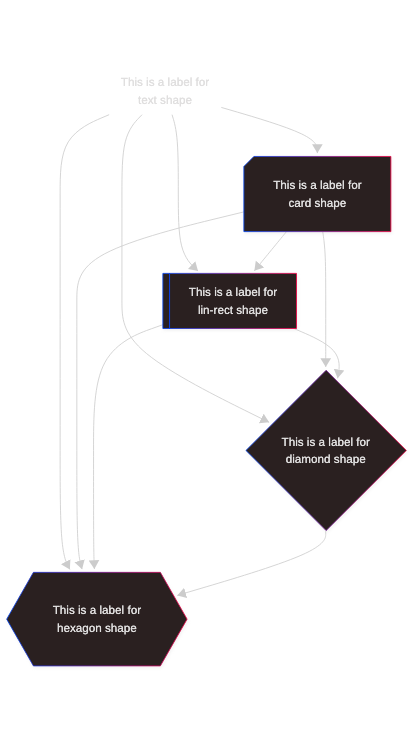 This is a label for
text shape
This is a label for
card shape
This is a label for
lin-rect shape
This is a label for
diamond shape
This is a label for
hexagon shape